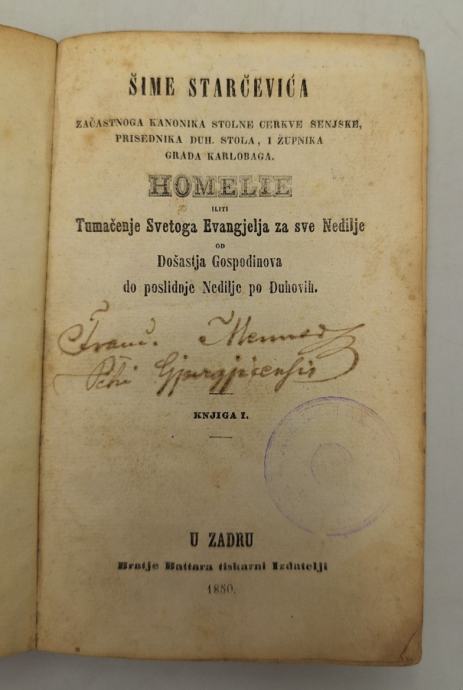 ŠIME STARČEVIĆA
ZAČASTNOGA KANONIKA STOLNE CERKVE SENJSKE,
PRISEDNIKA DUH. STOLA, I ŽUPNIKA
GRADA KARLOBAGA.
HOMELIE
ILITI
Tumačenje Svetoga Evangjelja za sve Nedilje
OD
Došastja Gospodinova
do poslidnje Nedilje po Duhovih.
KNJIGA I.
U ZADRU
Bratje Battara tiskarni Izdatelji
1850.